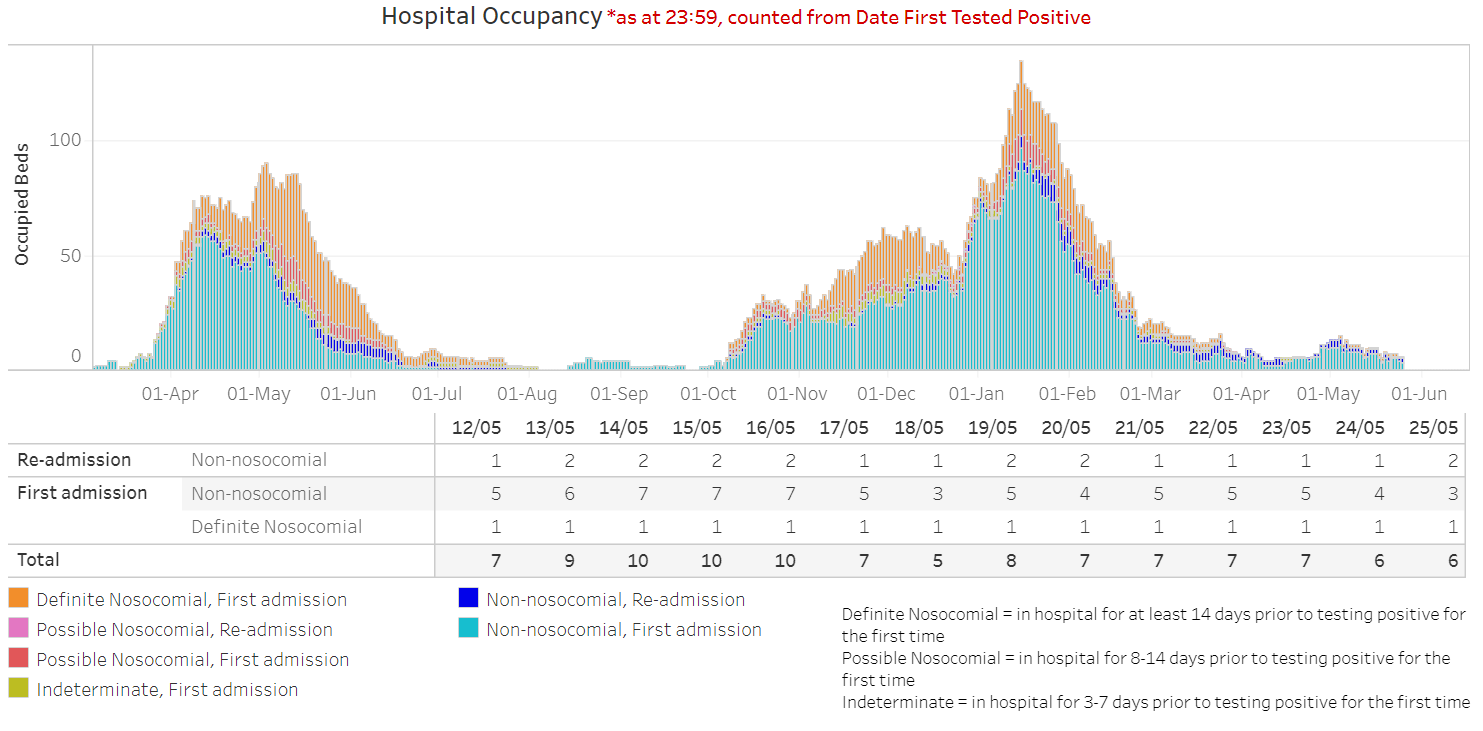 Hospital Occupancy *as at 23:59, counted from Date First Tested Positive
Occupied Beds
100
50
0
01-Apr 01-May 01-Jun 01-Jul 01-Aug 01-Sep 01-Oct 01-Nov 01-Dec 01-Jan 01-Feb 01-Mar 01-Apr 01-May 01-Jun
12/05 13/05 14/05 15/05 16/05 17/05 18/05 19/05 20/05 21/05 22/05 23/05 24/05 25/05
Re-admission Non-nosocomial 1 2 2 2 2 1 1 2 2 1 1 1 1 2
First admission Non-nosocomial 5 6 7 7 7 5 3 5 4 5 5 5 4 3
Definite Nosocomial 1 1 1 1 1 1 1 1 1 1 1 1 1 1
Total 7 9 10 10 10 7 5 8 7 7 7 7 6 6
Definite Nosocomial, First admission
Possible Nosocomial, Re-admission
Possible Nosocomial, First admission
Indeterminate, First admission
Non-nosocomial, Re-admission
Non-nosocomial, First admission
Definite Nosocomial = in hospital for at least 14 days prior to testing positive for
the first time
Possible Nosocomial = in hospital for 8-14 days prior to testing positive for the
first time
Indeterminate = in hospital for 3-7 days prior to testing positive for the first time